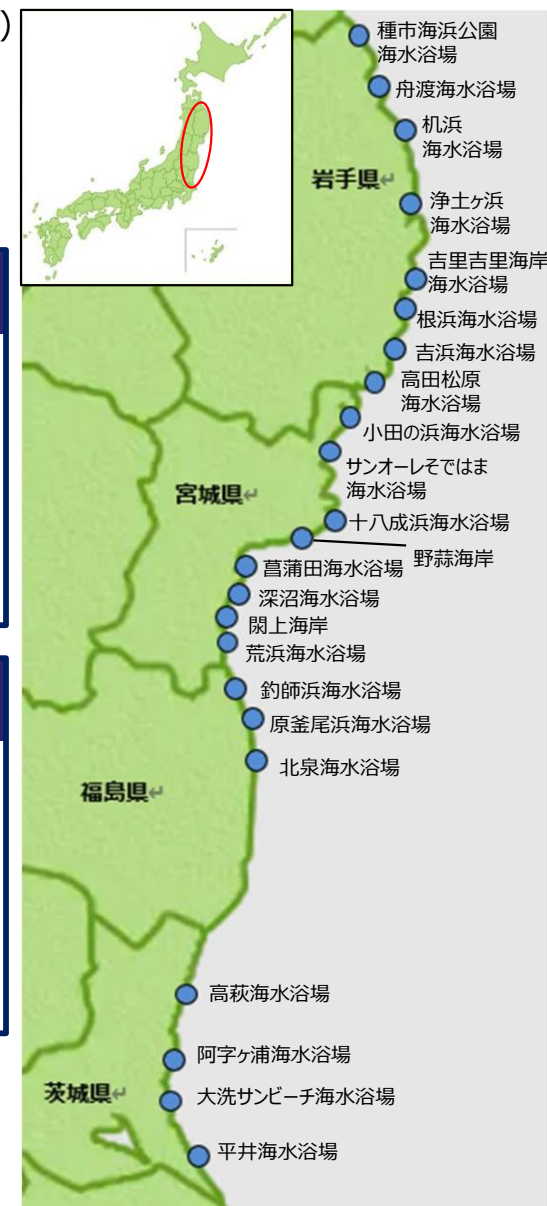 )
種市海浜公園
海水浴場
舟渡海水浴場
机浜
海水浴場
岩手県↵
浄土ヶ浜
海水浴場
吉里吉里海岸
海水浴場
根浜海水浴場
吉浜海水浴場
高田松原
海水浴場
小田の浜海水浴場
サンオーレそではま
海水浴場
宮城県↵
十八成浜海水浴場
野蒜海岸
菖蒲田海水浴場
深沼海水浴場
閖上海岸
荒浜海水浴場
釣師浜海水浴場
原釜尾浜海水浴場
北泉海水浴場
福島県↵
高萩海水浴場
阿字ヶ浦海水浴場
茨城県↵
大洗サンビーチ海水浴場
平井海水浴場